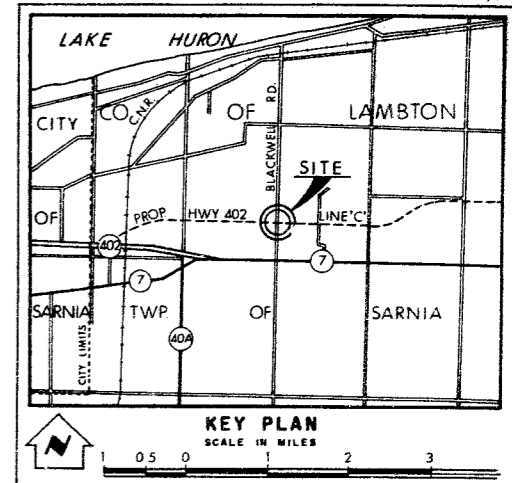 LAKE HURON
CITY CO. OF LAMBTON
C.N.R.
BLACKWELL RD.
SITE
OF PROP. HWY 402 LINE 'C'
402
7
7
SARNIA TWP. OF SARNIA
40A
CITY LIMITS
KEY PLAN
SCALE IN MILES
N
1 0.5 0 1 2 3